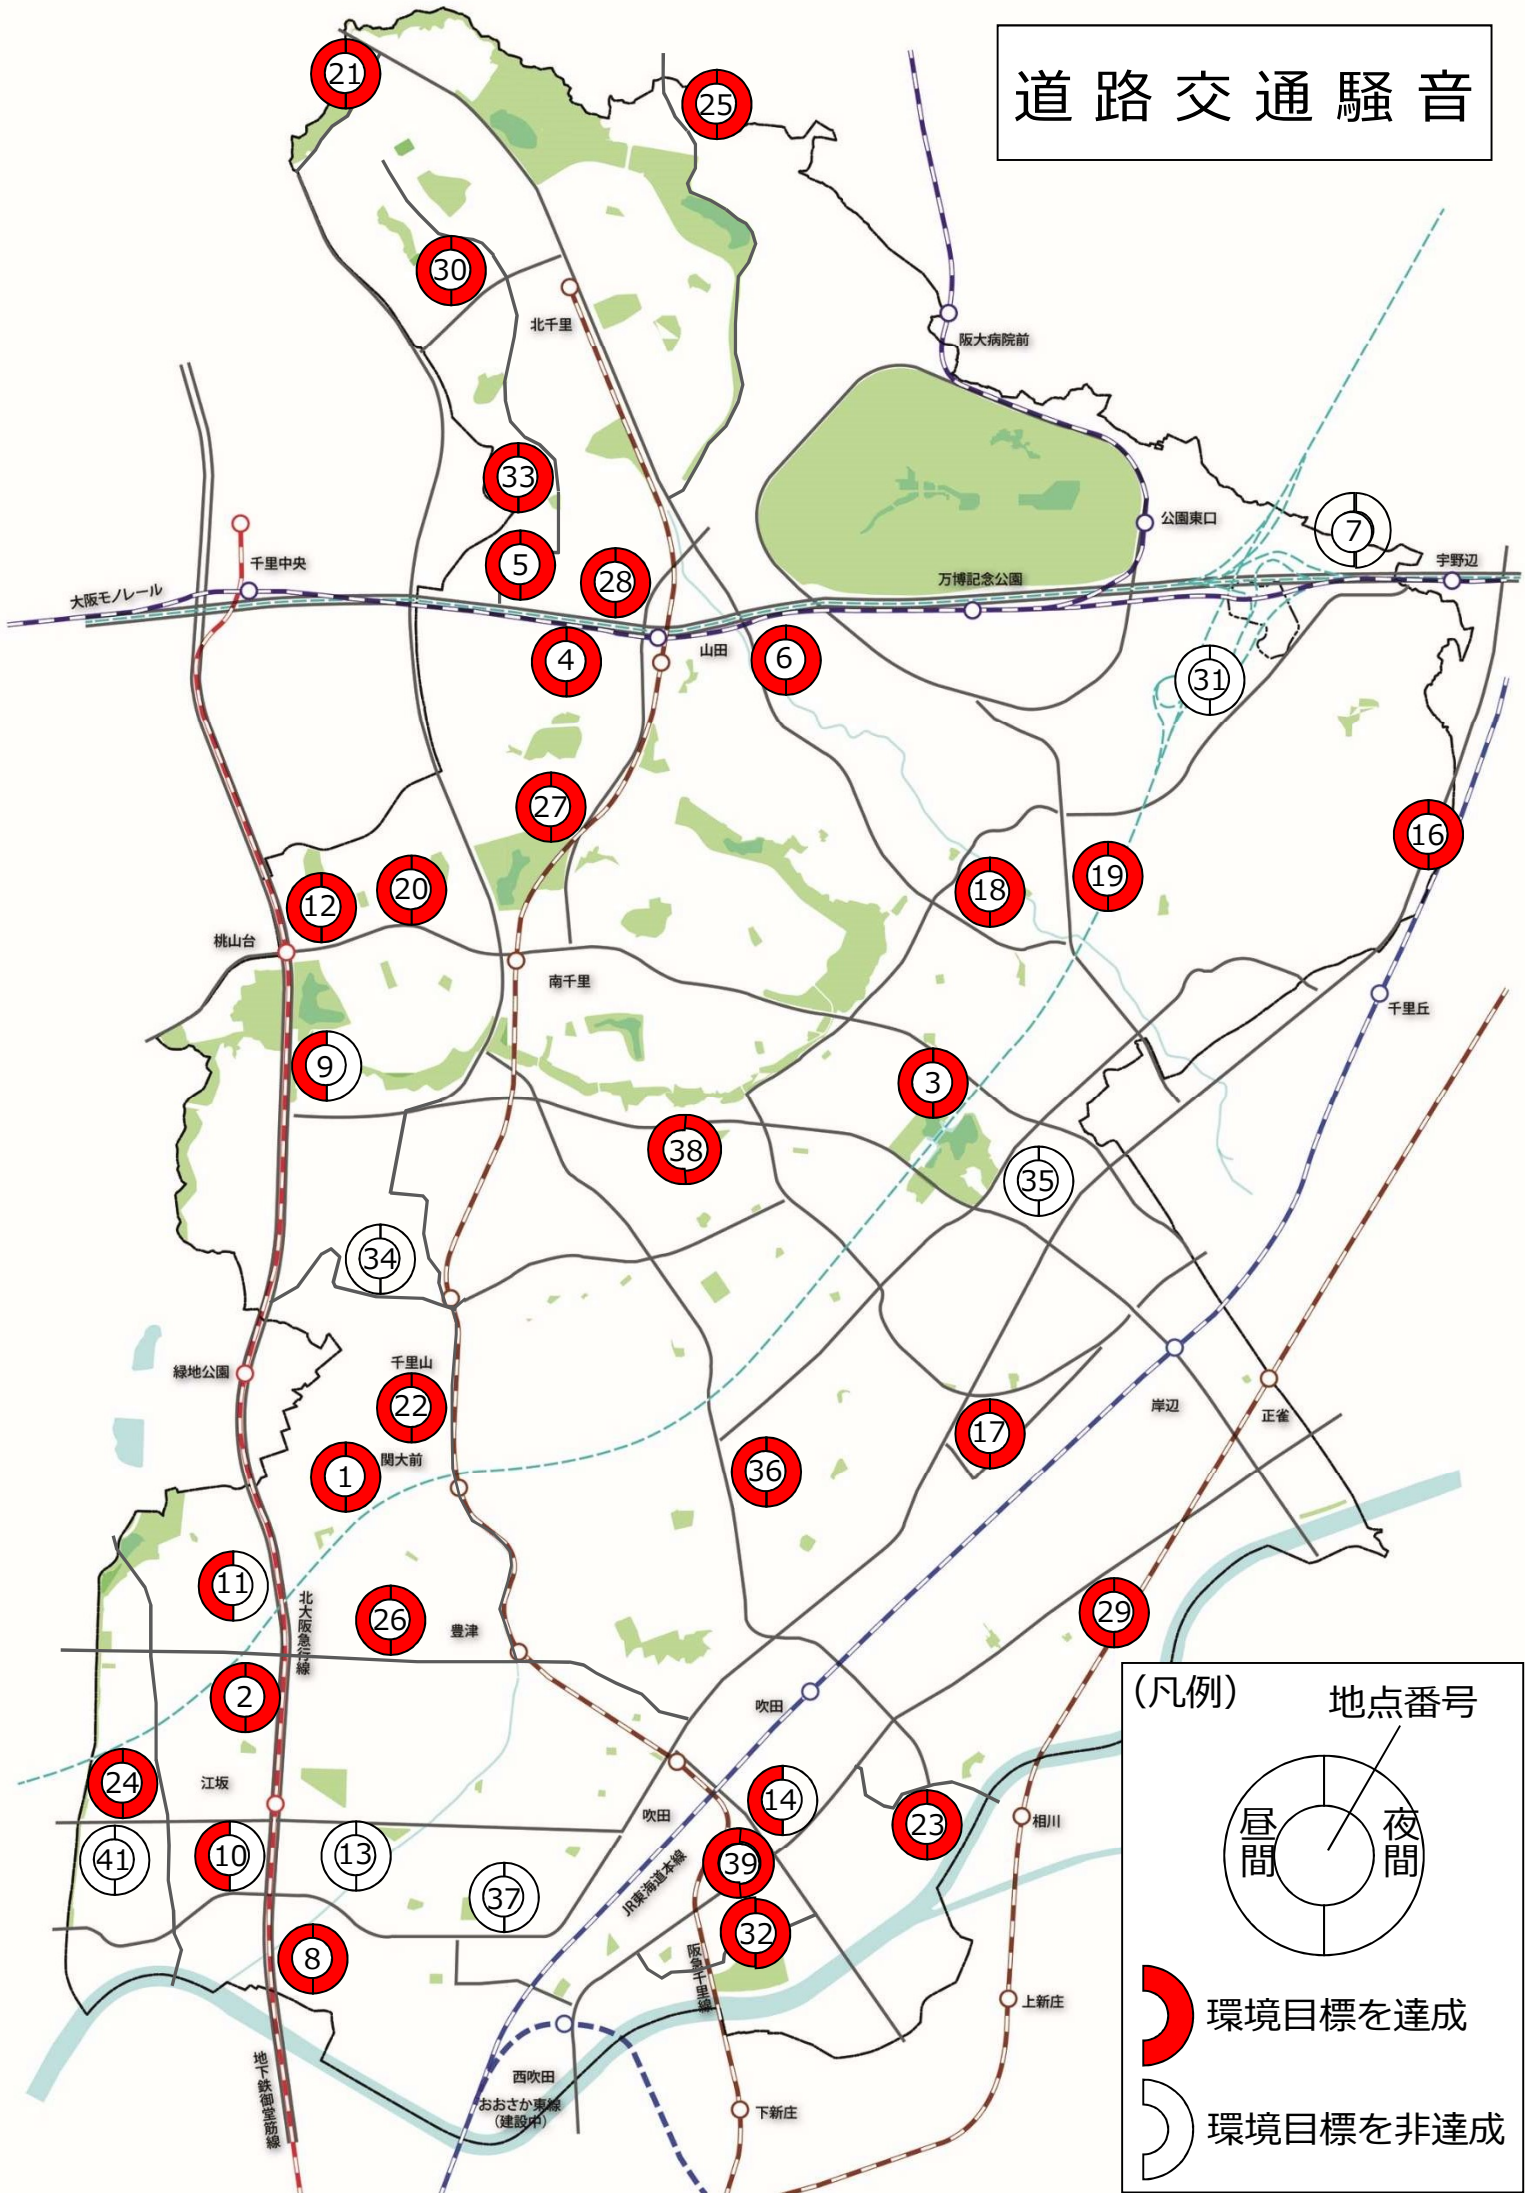 道路交通騒音
21
25
30
北千里
阪大病院前
33
公園東口
7
5
千里中央
28
宇野辺
万博記念公園
大阪モノレール
山田
4
6
31
27
16
12
20
18
19
桃山台
南千里
千里丘
9
3
38
35
34
千里山
緑地公園
22
岸辺
正雀
17
関大前
1
36
11
北大阪急行線
26
豊津
29
2
吹田
(凡例)
地点番号
24
江坂
14
吹田
23
相川
昼間
夜間
41
10
13
39
JR東海道本線
37
32
8
阪急千里線
上新庄
環境目標を達成
西吹田
地下鉄御堂筋線
おおさか東線
(建設中)
下新庄
環境目標を非達成